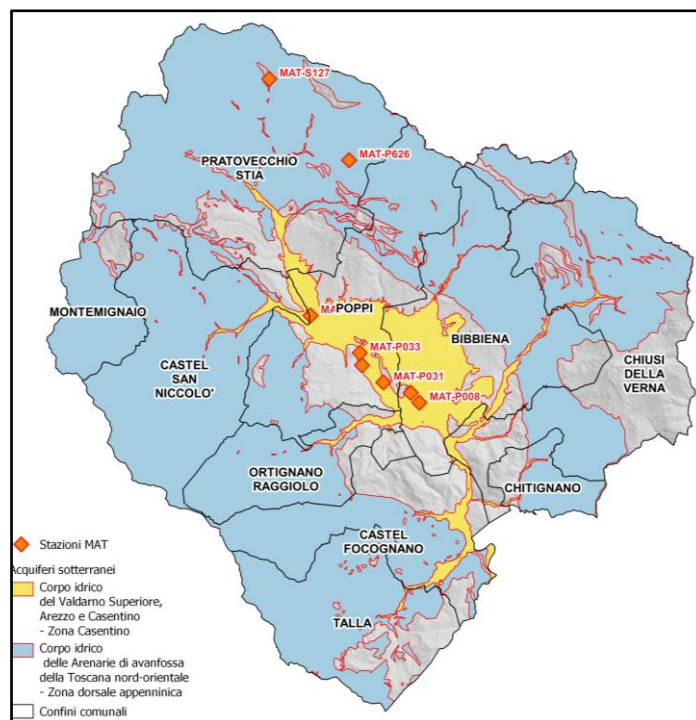 MAT-S127
MAT-P626
PRATOVECCHIO
STIA
MONTEMIGNAIO
POPPI
BIBBIENA
MAT-P033
CHIUSI
DELLA
VERNA
CASTEL
SAN
NICCOLO'
MAT-P031
MAT-P008
ORTIGNANO
RAGGIOLO
CHITIGNANO
CASTEL
FOCOGNANO
TALLA
Stazioni MAT
Acquiferi sotterranei
Corpo idrico
del Valdarno Superiore,
Arezzo e Casentino
- Zona Casentino
Corpo idrico
delle Arenarie di avanfossa
della Toscana nord-orientale
- Zona dorsale appenninica
Confini comunali